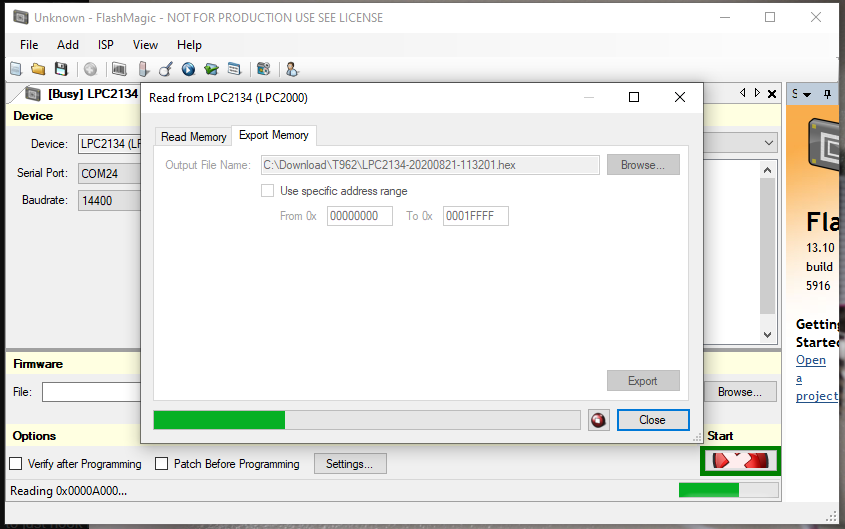 Unknown - FlashMagic - NOT FOR PRODUCTION USE SEE LICENSE
File Add ISP View Help
[Busy] LPC2134
Device
Device: LPC2134 (LP
Serial Port: COM24
Baudrate: 14400
Read from LPC2134 (LPC2000)
Read Memory Export Memory
Output File Name: C:\Download\T962\LPC2134-20200821-113201.hex Browse...
Use specific address range
From 0x 00000000 To 0x 0001FFFF
Export
Close
S
Fla
13.10
build
5916
Getting
Started
Open
a
project
Firmware
File: Browse...
Options
Start
Verify after Programming Patch Before Programming Settings...
Reading 0x0000A000...